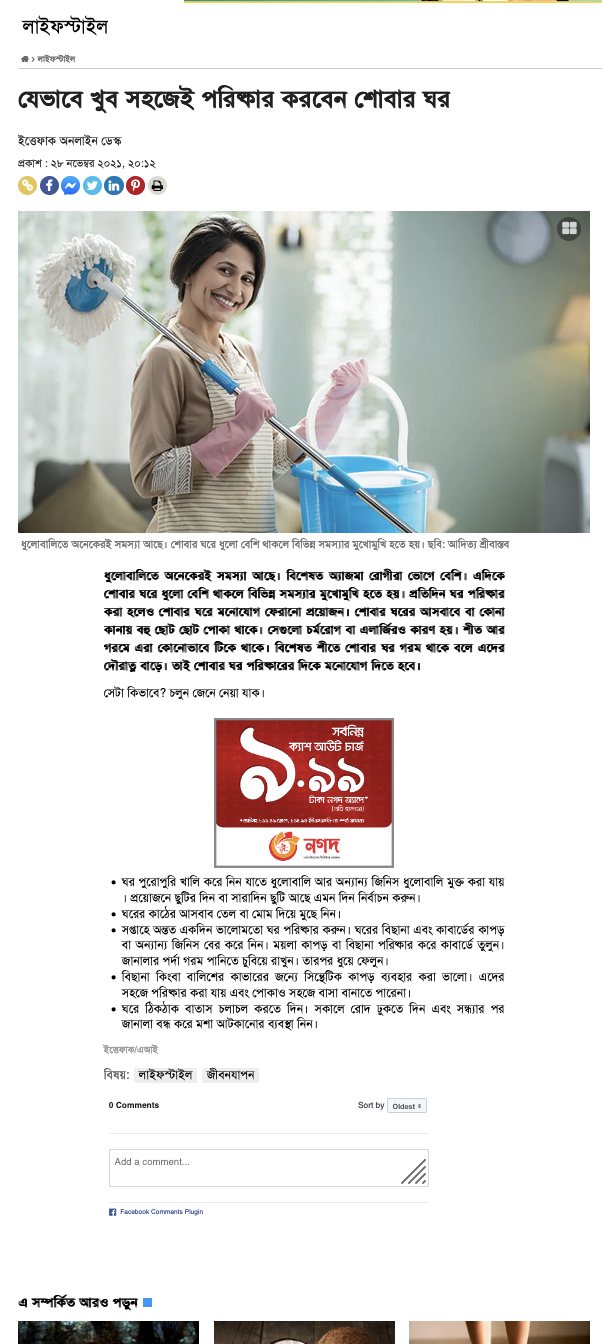 লাইফস্টাইল
লাইফস্টাইল
যেভাবে খুব সহজেই পরিষ্কার করবেন শোবার ঘর
ইত্তেফাক অনলাইন ডেস্ক
প্রকাশ : ২৮ নভেম্বর ২০২১, ২০:১২
ধুলোবালিতে অনেকেরই সমস্যা আছে। শোবার ঘরে ধুলো বেশি থাকলে বিভিন্ন সমস্যার মুখোমুখি হতে হয়। ছবি: আদিত্য শ্রীবাস্তব
ধুলোবালিতে অনেকেরই সমস্যা আছে। বিশেষত অ্যাজমা রোগীরা ভোগে বেশি। এদিকে
শোবার ঘরে ধুলো বেশি থাকলে বিভিন্ন সমস্যার মুখোমুখি হতে হয়। প্রতিদিন ঘর পরিষ্কার
করা হলেও শোবার ঘরে মনোযোগ ফেরানো প্রয়োজন। শোবার ঘরের আসবাবে বা কোনা
কানায় বহু ছোট ছোট পোকা থাকে। সেগুলো চর্মরোগ বা এলার্জিরও কারণ হয়। শীত আর
গরমে এরা কোনোভাবে টিকে থাকে। বিশেষত শীতে শোবার ঘর গরম থাকে বলে এদের
দৌরাত্ন বাড়ে। তাই শোবার ঘর পরিষ্কারের দিকে মনোযোগ দিতে হবে।
সেটা কিভাবে? চলুন জেনে নেয়া যাক।
সর্বনিম্ন
ক্যাশ আউট চার্জ
৯.৯৯
টাকা নগদ অ্যাপে*
নগদ
ঘর পুরোপুরি খালি করে নিন যাতে ধুলোবালি আর অন্যান্য জিনিস ধুলোবালি মুক্ত করা যায়
। প্রয়োজনে ছুটির দিন বা সারাদিন ছুটি আছে এমন দিন নির্বাচন করুন।
ঘরের কাঠের আসবাব তেল বা মোম দিয়ে মুছে নিন।
সপ্তাহে অন্তত একদিন ভালোমতো ঘর পরিষ্কার করুন। ঘরের বিছানা এবং কাবার্ডের কাপড়
বা অন্যান্য জিনিস বের করে নিন। ময়লা কাপড় বা বিছানা পরিষ্কার করে কাবার্ডে তুলুন।
জানালার পর্দা গরম পানিতে চুবিয়ে রাখুন। তারপর ধুয়ে ফেলুন।
বিছানা কিংবা বালিশের কাভারের জন্যে সিন্থেটিক কাপড় ব্যবহার করা ভালো। এদের
সহজে পরিষ্কার করা যায় এবং পোকাও সহজে বাসা বানাতে পারেনা।
ঘরে ঠিকঠাক বাতাস চলাচল করতে দিন। সকালে রোদ ঢুকতে দিন এবং সন্ধ্যার পর
জানালা বন্ধ করে মশা আটকানোর ব্যবস্থা নিন।
ইত্তেফাক/এআই
বিষয়: লাইফস্টাইল জীবনযাপন
0 Comments Sort by Oldest
Add a comment...
Facebook Comments Plugin
এ সম্পর্কিত আরও পড়ুন